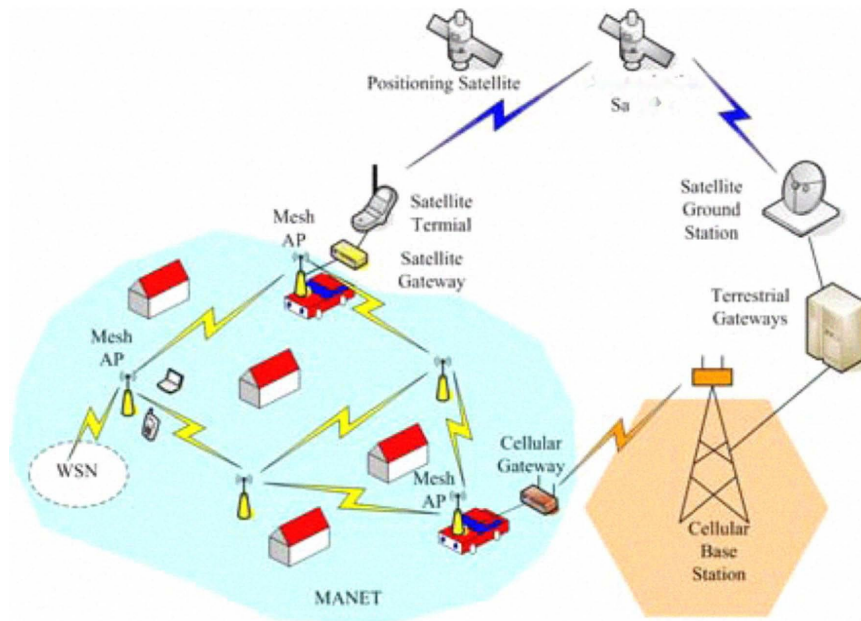 Positioning Satellite
Sa
Satellite
Termial
Satellite
Ground
Station
Mesh
AP
Satellite
Gateway
Terrestrial
Gateways
Mesh
AP
Cellular
Gateway
WSN
Mesh
AP
Cellular
Base
Station
MANET